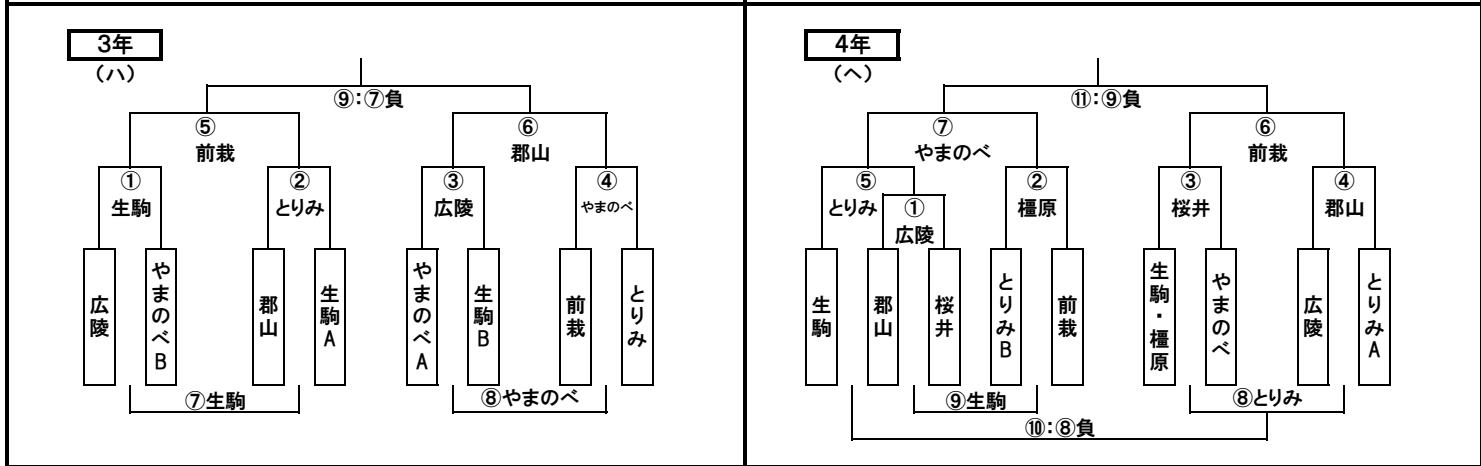 3年
(ハ)
⑨:⑦負
⑤
前栽
⑥
郡山
①
生駒
②
とりみ
③
広陵
④
やまのべ
広陵
やまのべB
郡山
生駒A
やまのべA
生駒B
前栽
とりみ
⑦生駒
⑧やまのべ
4年
(ヘ)
⑪:⑨負
⑦
やまのべ
⑥
前栽
⑤
とりみ
①
広陵
②
橿原
③
桜井
④
郡山
生駒
郡山
桜井
とりみB
前栽
生駒・橿原
やまのべ
広陵
とりみA
⑨生駒
⑧とりみ
⑩:⑧負